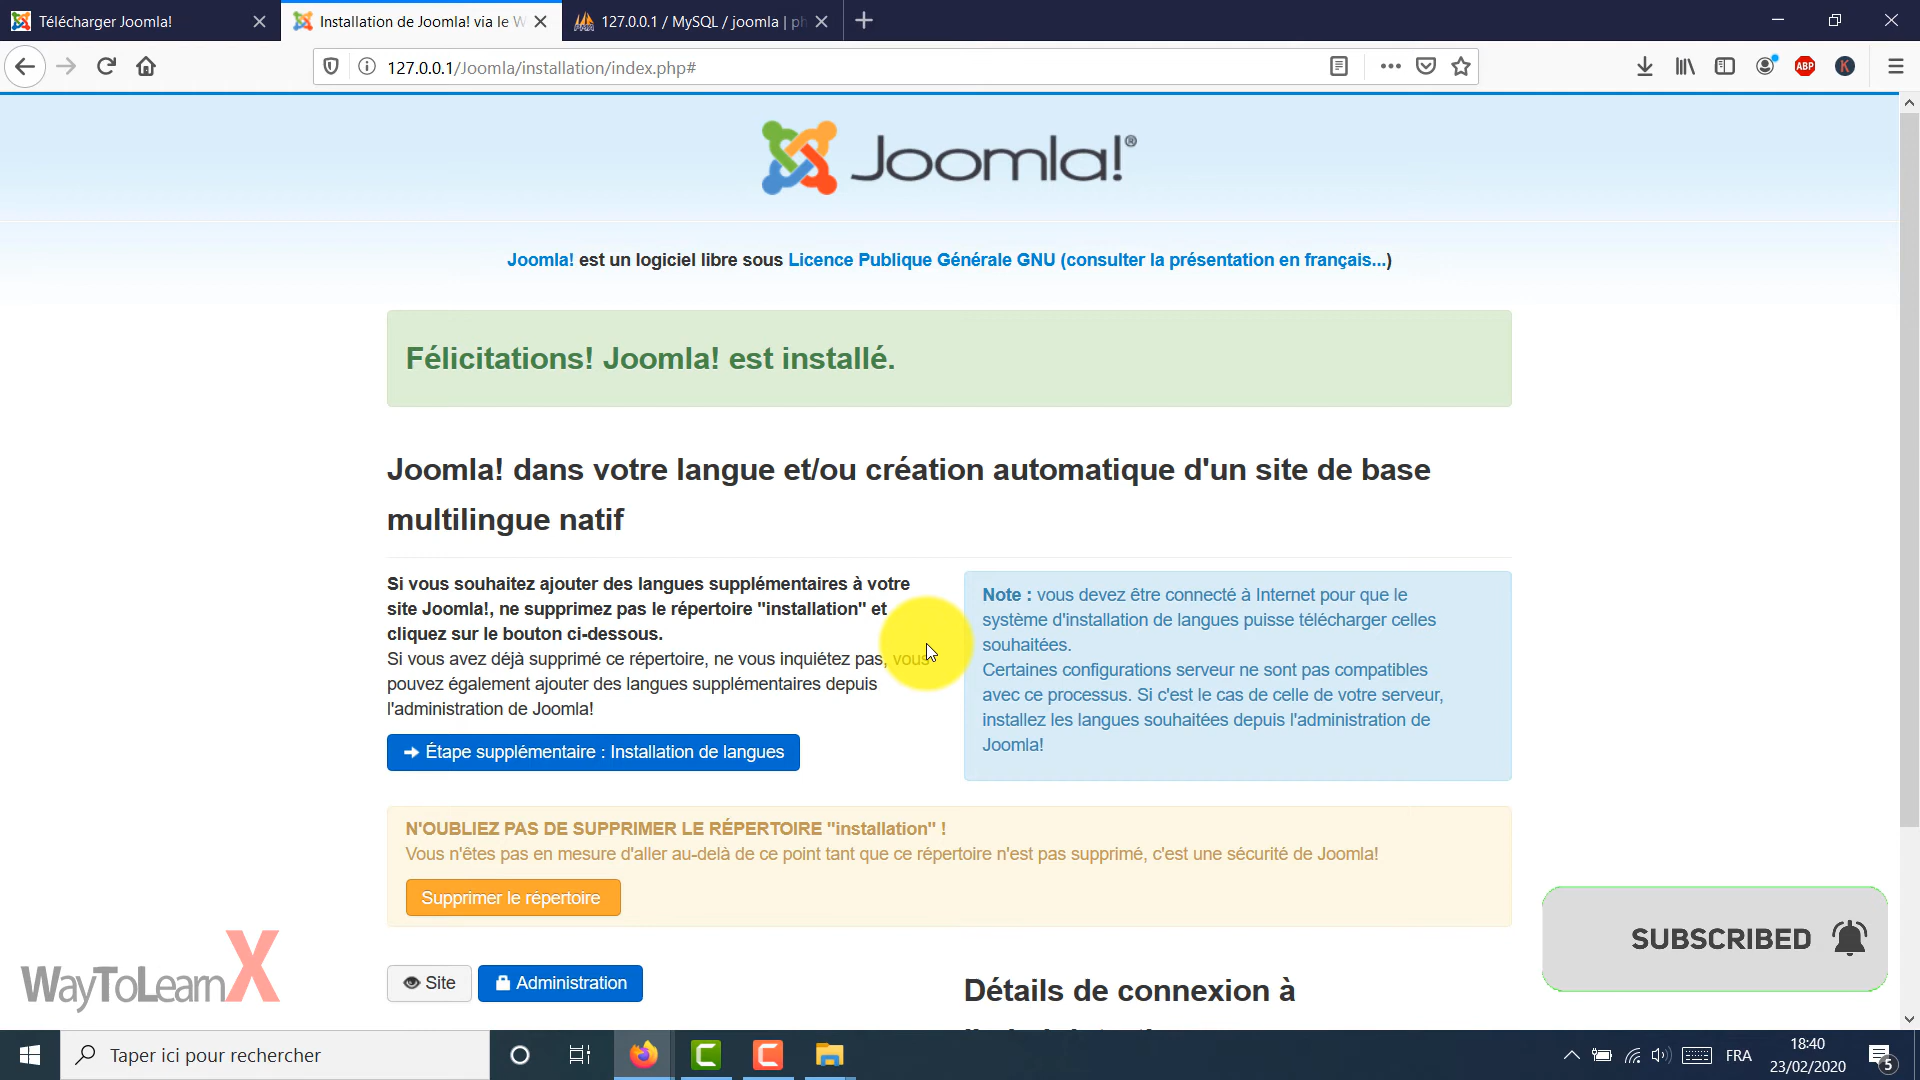 Télécharger Joomla!
Installation de Joomla! via le W
127.0.0.1 / MySQL / joomla | ph
127.0.0.1/Joomla/installation/index.php#
ABP
K
Joomla!®
Joomla! est un logiciel libre sous Licence Publique Générale GNU (consulter la présentation en français...)
Félicitations! Joomla! est installé.
Joomla! dans votre langue et/ou création automatique d'un site de base
multilingue natif
Si vous souhaitez ajouter des langues supplémentaires à votre
site Joomla!, ne supprimez pas le répertoire "installation" et
cliquez sur le bouton ci-dessous.
Si vous avez déjà supprimé ce répertoire, ne vous inquiétez pas, vous
pouvez également ajouter des langues supplémentaires depuis
l'administration de Joomla!
Étape supplémentaire : Installation de langues
Note : vous devez être connecté à Internet pour que le
système d'installation de langues puisse télécharger celles
souhaitées.
Certaines configurations serveur ne sont pas compatibles
avec ce processus. Si c'est le cas de celle de votre serveur,
installez les langues souhaitées depuis l'administration de
Joomla!
N'OUBLIEZ PAS DE SUPPRIMER LE RÉPERTOIRE "installation" !
Vous n'êtes pas en mesure d'aller au-delà de ce point tant que ce répertoire n'est pas supprimé, c'est une sécurité de Joomla!
Supprimer le répertoire
Site
Administration
Détails de connexion à
SUBSCRIBED
WayToLearnX
Taper ici pour rechercher
FRA
18:40
23/02/2020
5